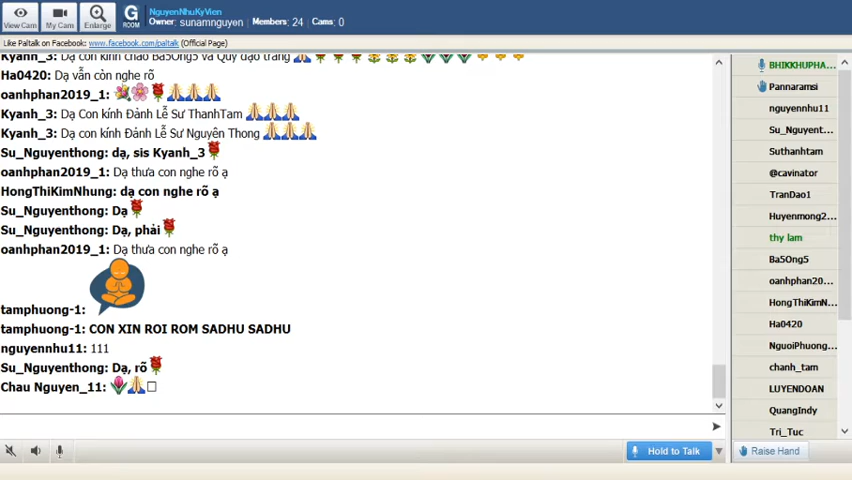 View Cam
My Cam
Enlarge
G
ROOM
NguyenNhuKyVien
Owner: sunamnguyen Members: 24 Cams: 0
Like Paltalk on Facebook: www.facebook.com/paltalk (Official Page)
Kyanh_3: Dạ con kính chào Ba5Ong5 và Quý đạo tràng
Ha0420: Dạ vẫn còn nghe rõ
oanhphan2019_1:
Kyanh_3: Dạ Con kính Đảnh Lễ Sư ThanhTam
Kyanh_3: Dạ con kính Đảnh Lễ Sư Nguyên Thong
Su_Nguyenthong: dạ, sis Kyanh_3
oanhphan2019_1: Dạ thưa con nghe rõ ạ
HongThiKimNhung: dạ con nghe rõ ạ
Su_Nguyenthong: Dạ
Su_Nguyenthong: Dạ, phải
oanhphan2019_1: Dạ thưa con nghe rõ ạ
tamphuong-1:
tamphuong-1: CON XIN ROI ROM SADHU SADHU
nguyennhu11: 111
Su_Nguyenthong: Dạ, rõ
Chau Nguyen_11:
BHIKKHUPHA...
Pannaramsi
nguyennhu11
Su_Nguyent...
Suthanhtam
@cavinator
TranDao1
Huyenmong2...
thy lam
Ba5Ong5
oanhphan20...
HongThiKimN...
Ha0420
NguoiPhuong...
chanh_tam
LUYENDOAN
QuangIndy
Tri_Tuc
Hold to Talk
Raise Hand